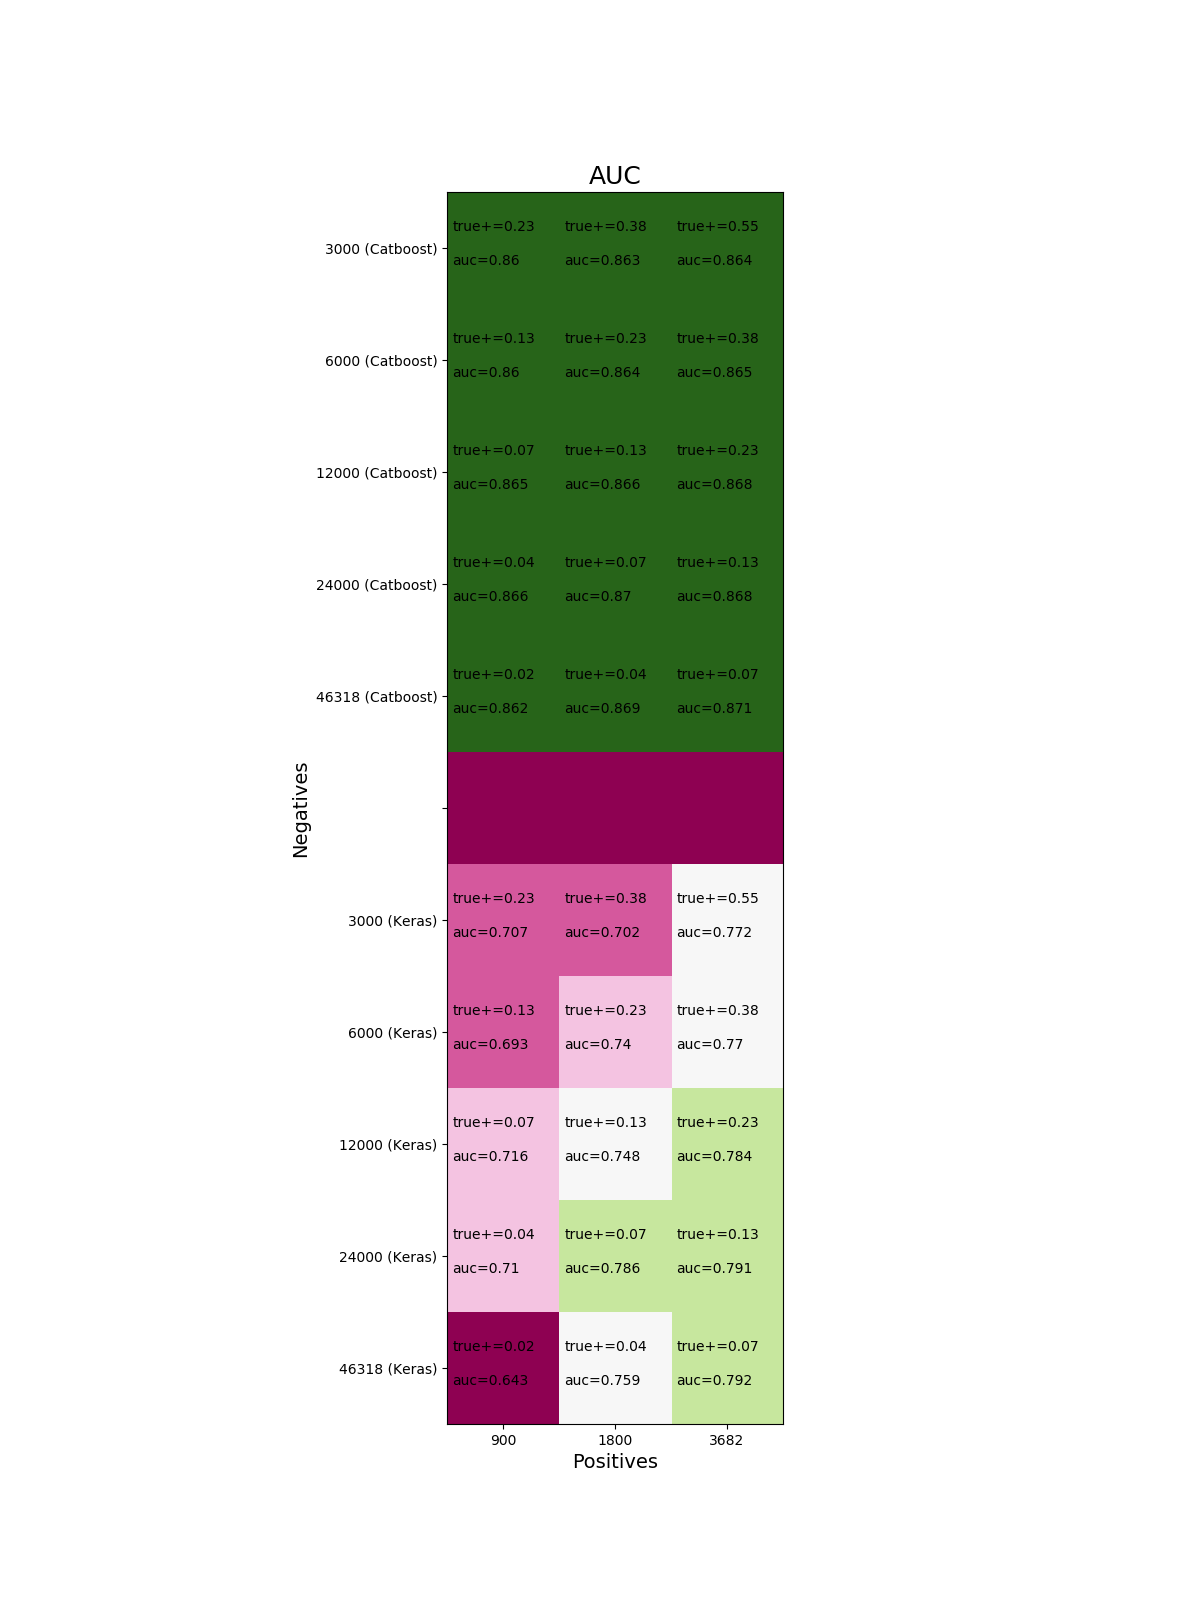 AUC
3000 (Catboost)
true+=0.23 true+=0.38 true+=0.55
auc=0.86 auc=0.863 auc=0.864
6000 (Catboost)
true+=0.13 true+=0.23 true+=0.38
auc=0.86 auc=0.864 auc=0.865
12000 (Catboost)
true+=0.07 true+=0.13 true+=0.23
auc=0.865 auc=0.866 auc=0.868
24000 (Catboost)
true+=0.04 true+=0.07 true+=0.13
auc=0.866 auc=0.87 auc=0.868
46318 (Catboost)
true+=0.02 true+=0.04 true+=0.07
auc=0.862 auc=0.869 auc=0.871
Negatives
3000 (Keras)
true+=0.23 true+=0.38 true+=0.55
auc=0.707 auc=0.702 auc=0.772
6000 (Keras)
true+=0.13 true+=0.23 true+=0.38
auc=0.693 auc=0.74 auc=0.77
12000 (Keras)
true+=0.07 true+=0.13 true+=0.23
auc=0.716 auc=0.748 auc=0.784
24000 (Keras)
true+=0.04 true+=0.07 true+=0.13
auc=0.71 auc=0.786 auc=0.791
46318 (Keras)
true+=0.02 true+=0.04 true+=0.07
auc=0.643 auc=0.759 auc=0.792
900 1800 3682
Positives